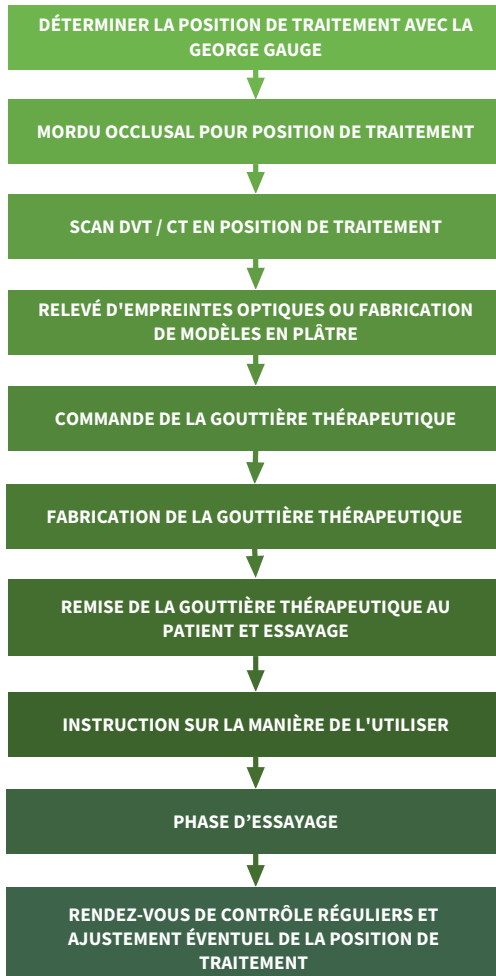 DÉTERMINER LA POSITION DE TRAITEMENT AVEC LA
GEORGE GAUGE
MORDU OCCLUSAL POUR POSITION DE TRAITEMENT
SCAN DVT / CT EN POSITION DE TRAITEMENT
RELEVÉ D'EMPREINTES OPTIQUES OU FABRICATION
DE MODÈLES EN PLÂTRE
COMMANDE DE LA GOUTTIÈRE THÉRAPEUTIQUE
FABRICATION DE LA GOUTTIÈRE THÉRAPEUTIQUE
REMISE DE LA GOUTTIÈRE THÉRAPEUTIQUE AU
PATIENT ET ESSAYAGE
INSTRUCTION SUR LA MANIÈRE DE L'UTILISER
PHASE D’ESSAYAGE
RENDEZ-VOUS DE CONTRÔLE RÉGULIERS ET
AJUSTEMENT ÉVENTUEL DE LA POSITION DE
TRAITEMENT